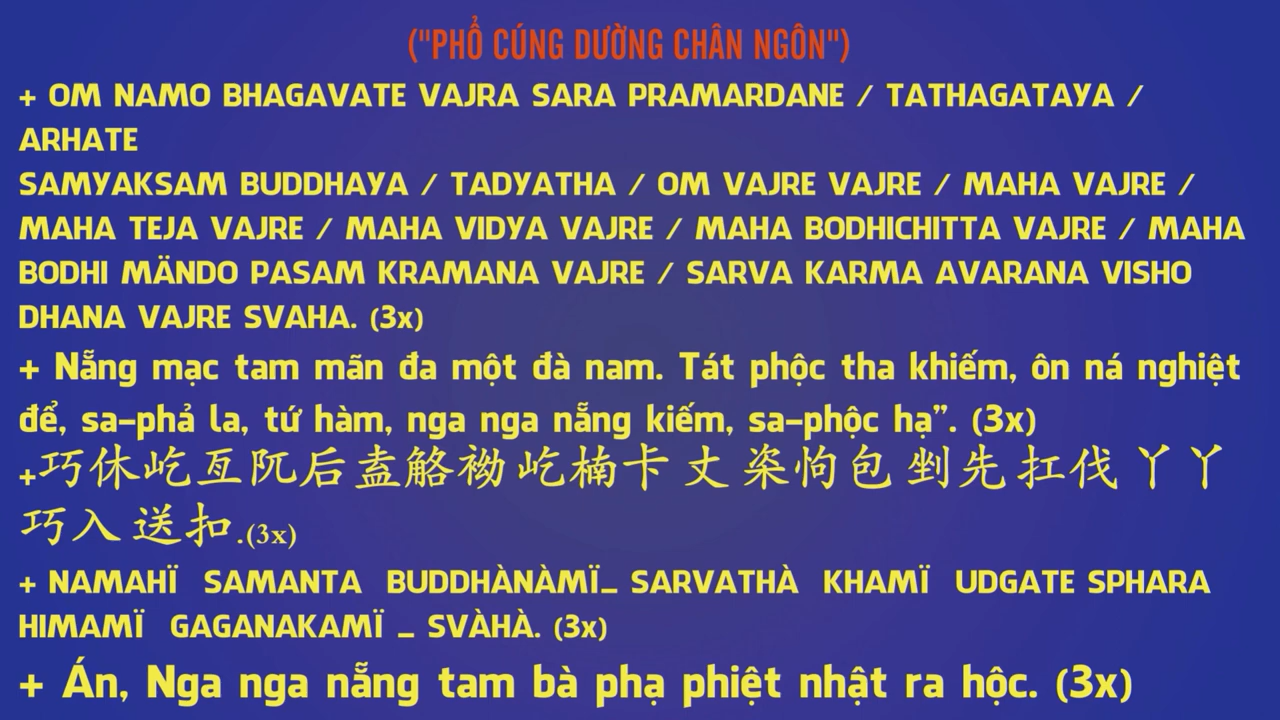 ("PHỔ CÚNG DƯỜNG CHÂN NGÔN")
+ OM NAMO BHAGAVATE VAJRA SARA PRAMARDANE / TATHAGATAYA /
ARHATE
SAMYAKSAM BUDDHAYA / TADYATHA / OM VAJRE VAJRE / MAHA VAJRE /
MAHA TEJA VAJRE / MAHA VIDYA VAJRE / MAHA BODHICHITTA VAJRE / MAHA
BODHI MÄNDO PASAM KRAMANA VAJRE / SARVA KARMA AVARANA VISHO
DHANA VAJRE SVAHA. (3x)
+ Nẵng mạc tam mãn đa một đà nam. Tát phộc tha khiếm, ôn ná nghiệt
để, sa-phả la, tứ hàm, nga nga nẵng kiếm, sa-phộc hạ”. (3x)
+巧休屹亙阢后盍觡袎屹楠卡丈 栥怐包 剉先扛伐 丫丫
巧入送扣.(3x)
+ NAMAHÏ SAMANTA BUDDHÀNÀMÏ_ SARVATHÀ KHAMÏ UDGATE SPHARA
HIMAMÏ GAGANAKAMÏ _ SVÀHÀ. (3x)
+ Án, Nga nga nẵng tam bà phạ phiệt nhật ra hộc. (3x)